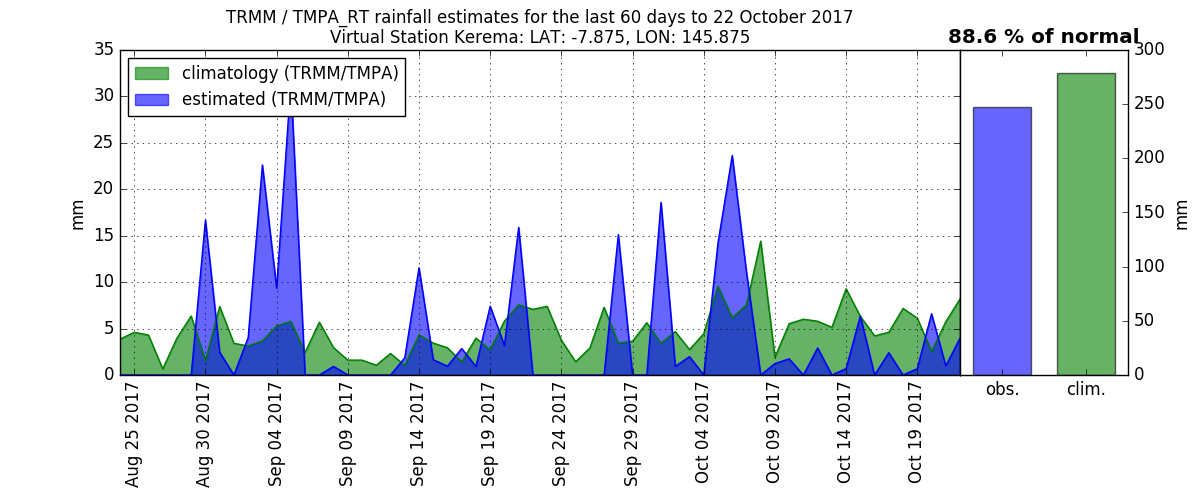 TRMM / TMPA_RT rainfall estimates for the last 60 days to 22 October 2017
Virtual Station Kerema: LAT: -7.875, LON: 145.875
88.6 % of normal
climatology (TRMM/TMPA)
estimated (TRMM/TMPA)
35
30
25
20
15
10
5
0
mm
Aug 25 2017
Aug 30 2017
Sep 04 2017
Sep 09 2017
Sep 14 2017
Sep 19 2017
Sep 24 2017
Sep 29 2017
Oct 04 2017
Oct 09 2017
Oct 14 2017
Oct 19 2017
obs.
clim.
300
250
200
150
100
50
0
mm